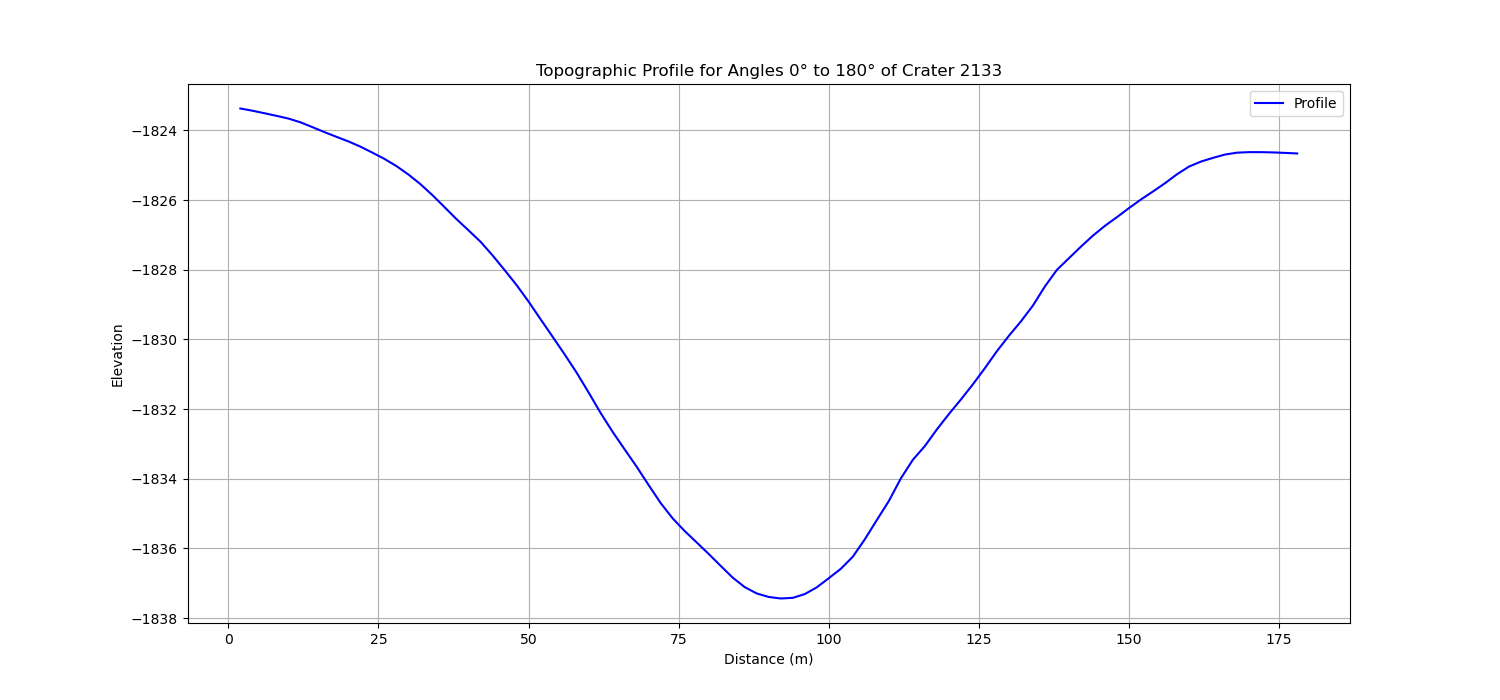 Topographic Profile for Angles 0° to 180° of Crater 2133
Profile
−1824
−1826
−1828
−1830
−1832
−1834
−1836
−1838
Elevation
0 25 50 75 100 125 150 175
Distance (m)